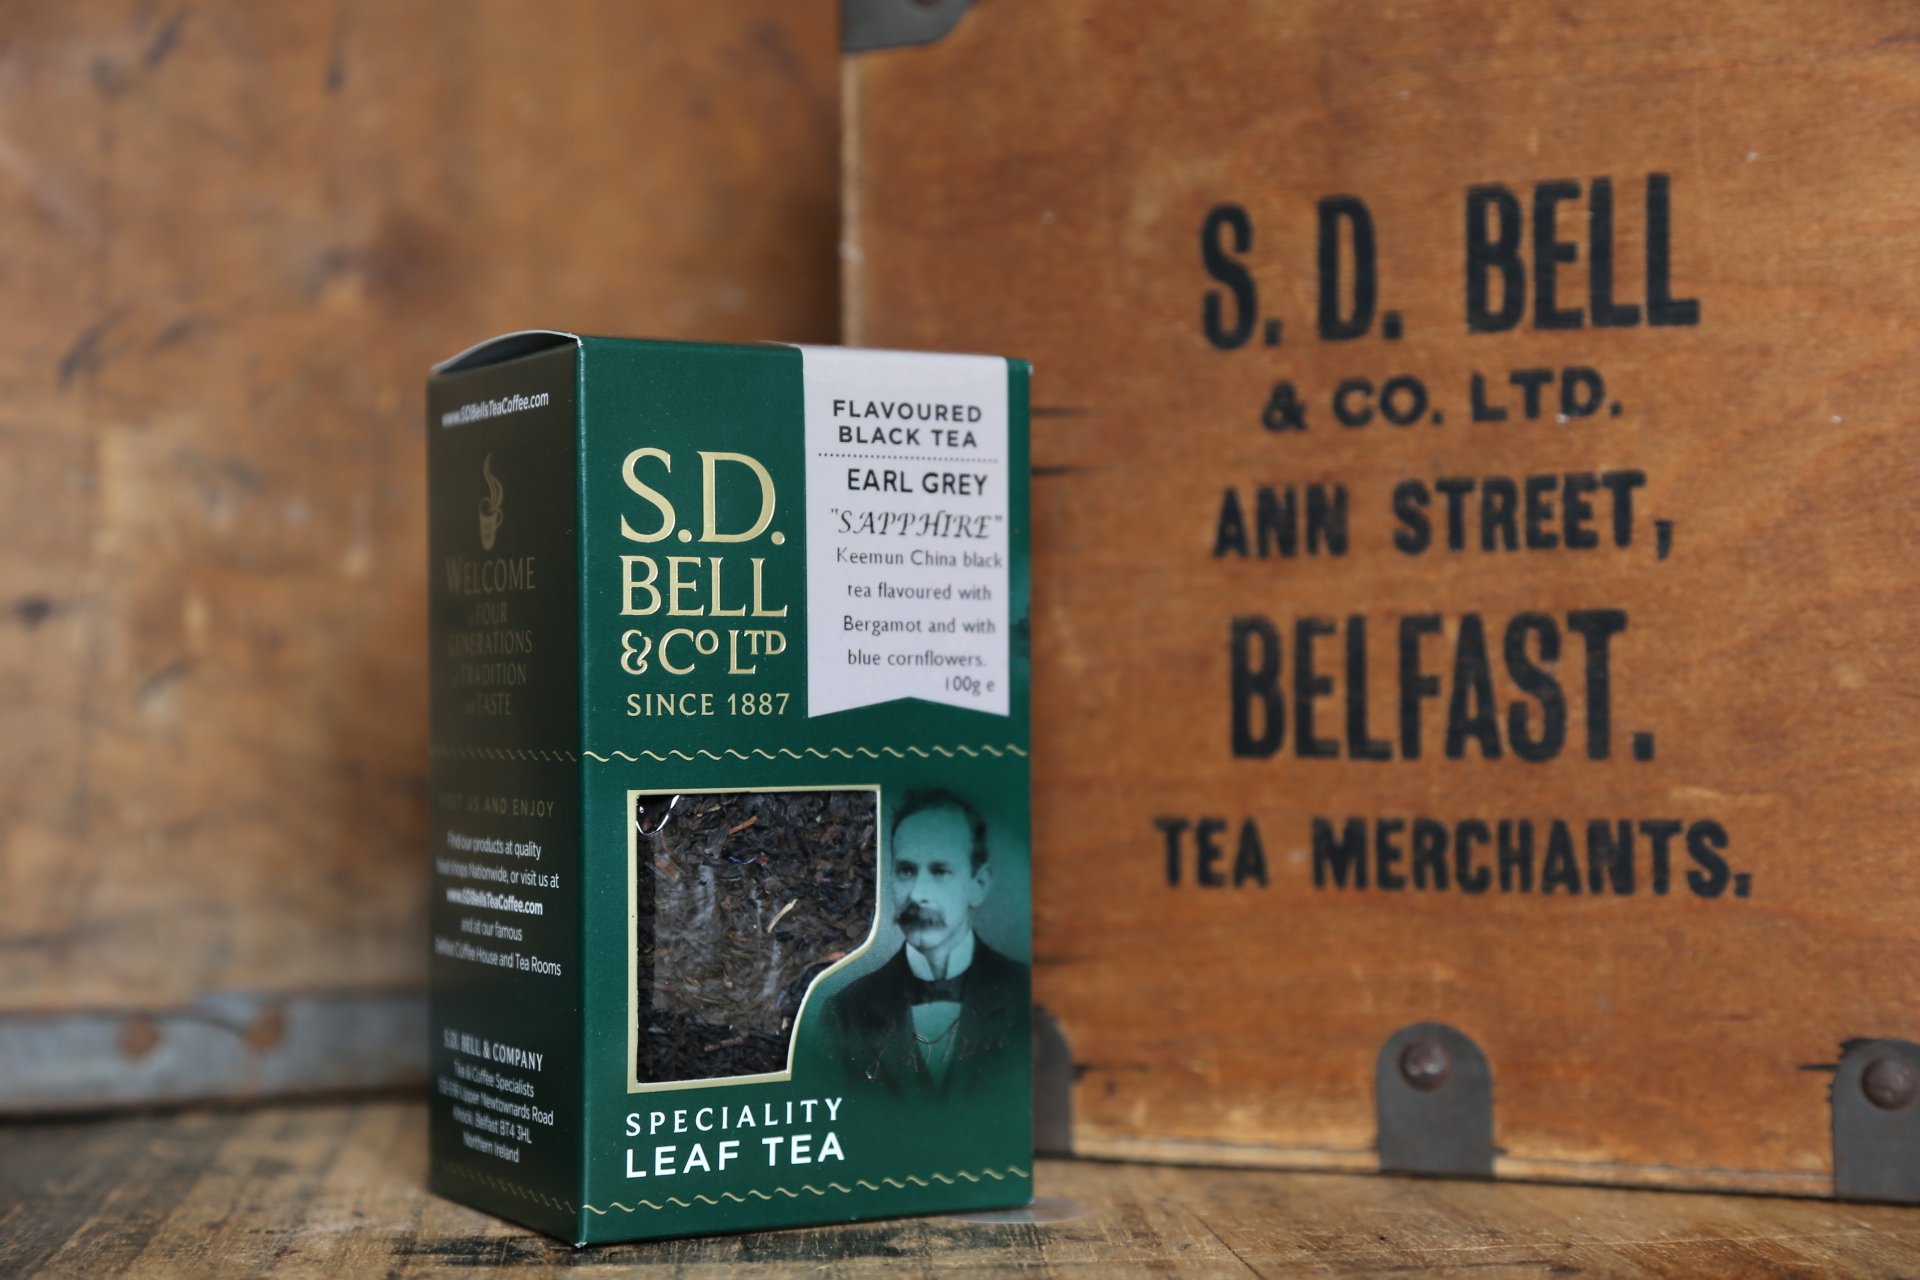 www.SDBellsTeaCoffee.com
WELCOME
FOUR
GENERATIONS
TRADITION
and TASTE
VISIT US AND ENJOY
Find our products at quality
food shops Nationwide, or visit us at
www.SDBellsTeaCoffee.com
and at our famous
Belfast Coffee House and Tea Rooms
S.D. BELL & COMPANY
Tea & Coffee Specialists
Upper Newtownards Road
Knock, Belfast BT4 3HL
Northern Ireland
S.D.
BELL
& Co LTD
SINCE 1887
FLAVOURED
BLACK TEA
EARL GREY
"SAPPHIRE"
Keemun China black
tea flavoured with
Bergamot and with
blue cornflowers.
100g e
SPECIALITY
LEAF TEA
S. D. BELL
& CO. LTD.
ANN STREET,
BELFAST.
TEA MERCHANTS.